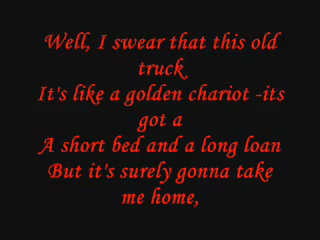 Well, I swear that this old
truck
It's like a golden chariot -its
got a
A short bed and a long loan
But it's surely gonna take
me home,